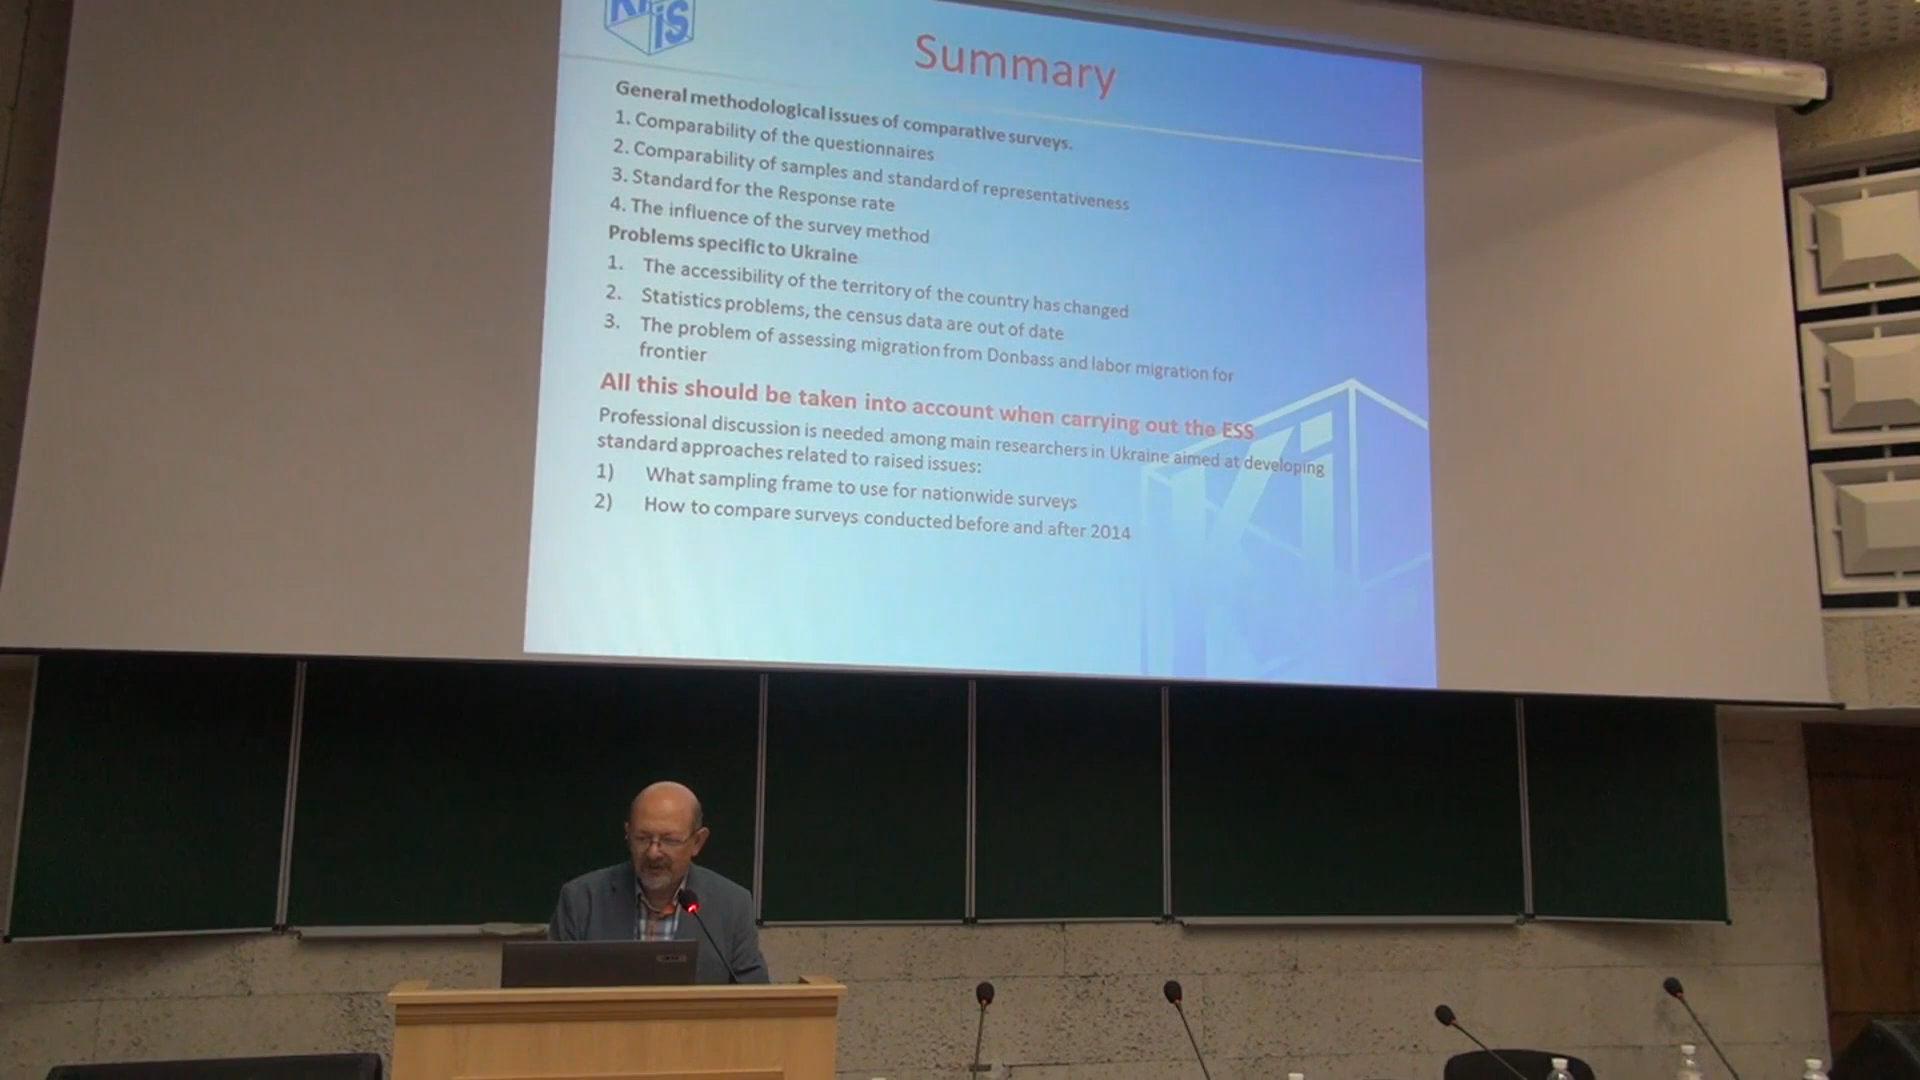 KiiS
Summary
General methodological issues of comparative surveys.
1. Comparability of the questionnaires
2. Comparability of samples and standard of representativeness
3. Standard for the Response rate
4. The influence of the survey method
Problems specific to Ukraine
1. The accessibility of the territory of the country has changed
2. Statistics problems, the census data are out of date
3. The problem of assessing migration from Donbass and labor migration for
frontier
All this should be taken into account when carrying out the ESS
Professional discussion is needed among main researchers in Ukraine aimed at developing
standard approaches related to raised issues:
1) What sampling frame to use for nationwide surveys
2) How to compare surveys conducted before and after 2014
Ki